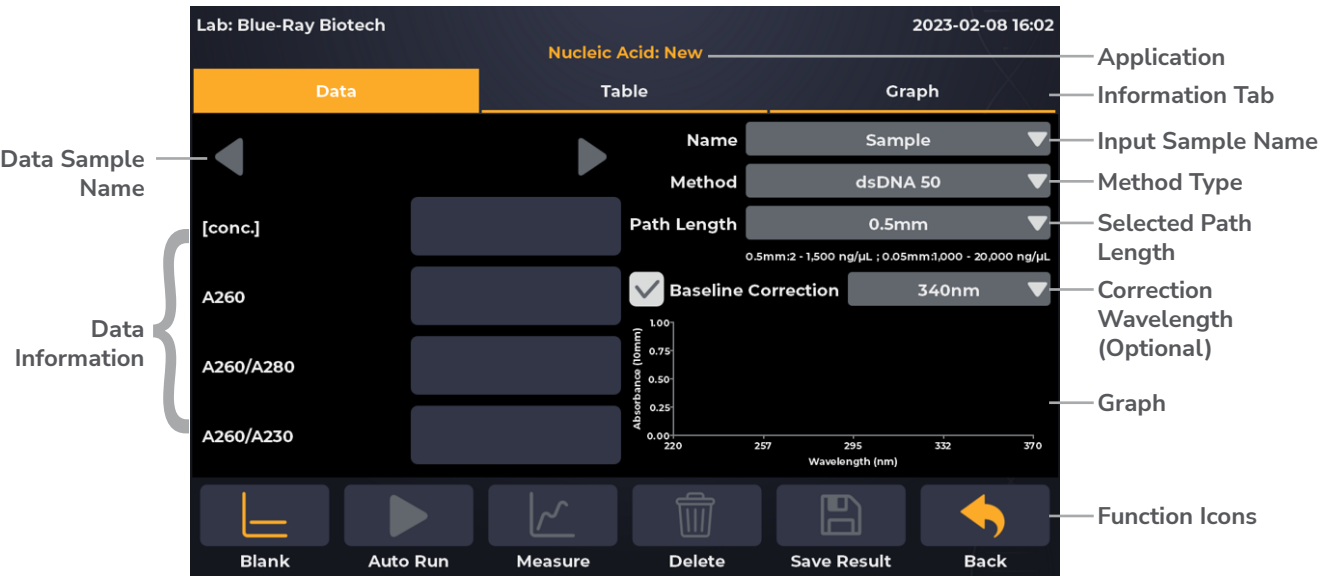 Lab: Blue-Ray Biotech
2023-02-08 16:02
Nucleic Acid: New
Application
Data
Table
Graph
Information Tab
Data Sample
Name
Name
Sample
Input Sample Name
Method
dsDNA 50
Method Type
Path Length
0.5mm
Selected Path
Length
0.5mm:2 - 1,500 ng/µL ; 0.05mm:1,000 - 20,000 ng/µL
Baseline Correction
340nm
Correction
Wavelength
(Optional)
Data
Information
[conc.]
A260
A260/A280
A260/A230
Absorbance (10mm)
1.00
0.75
0.50
0.25
0.00
220
257
295
332
370
Wavelength (nm)
Graph
Blank
Auto Run
Measure
Delete
Save Result
Back
Function Icons